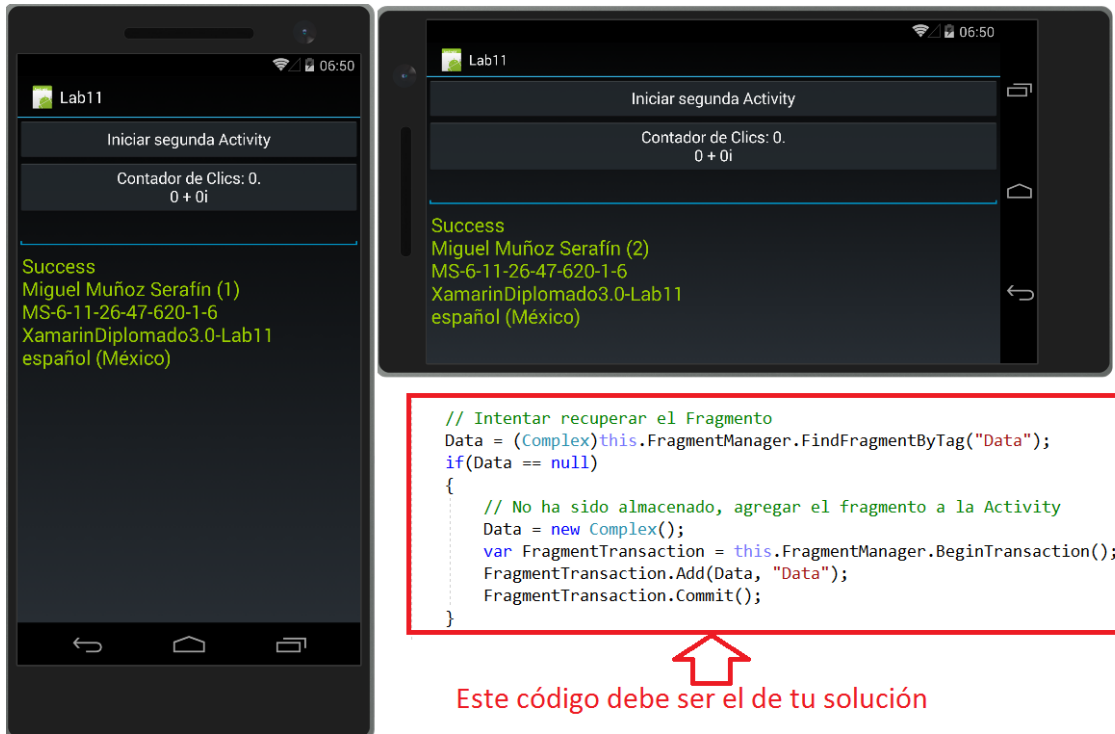 06:50
Lab11
Iniciar segunda Activity
Contador de Clics: 0.
0 + 0i
Success
Miguel Muñoz Serafín (1)
MS-6-11-26-47-620-1-6
XamarinDiplomado3.0-Lab11
español (México)
06:50
Lab11
Iniciar segunda Activity
Contador de Clics: 0.
0 + 0i
Success
Miguel Muñoz Serafín (2)
MS-6-11-26-47-620-1-6
XamarinDiplomado3.0-Lab11
español (México)
// Intentar recuperar el Fragmento
Data = (Complex)this.FragmentManager.FindFragmentByTag("Data");
if(Data == null)
{
// No ha sido almacenado, agregar el fragmento a la Activity
Data = new Complex();
var FragmentTransaction = this.FragmentManager.BeginTransaction();
FragmentTransaction.Add(Data, "Data");
FragmentTransaction.Commit();
}
Este código debe ser el de tu solución